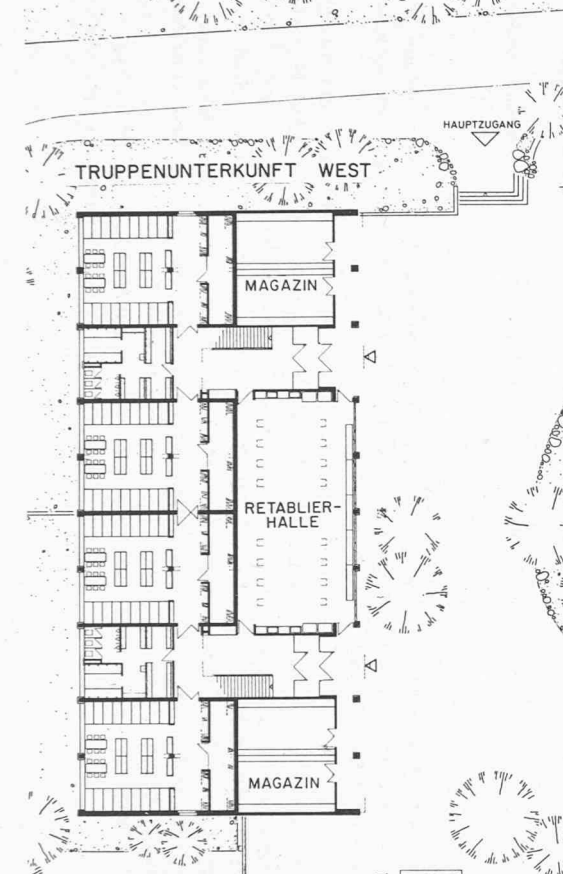 HAUPTZUGANG
TRUPPENUNTERKUNFT WEST
MAGAZIN
RETABLIER-
HALLE
MAGAZIN